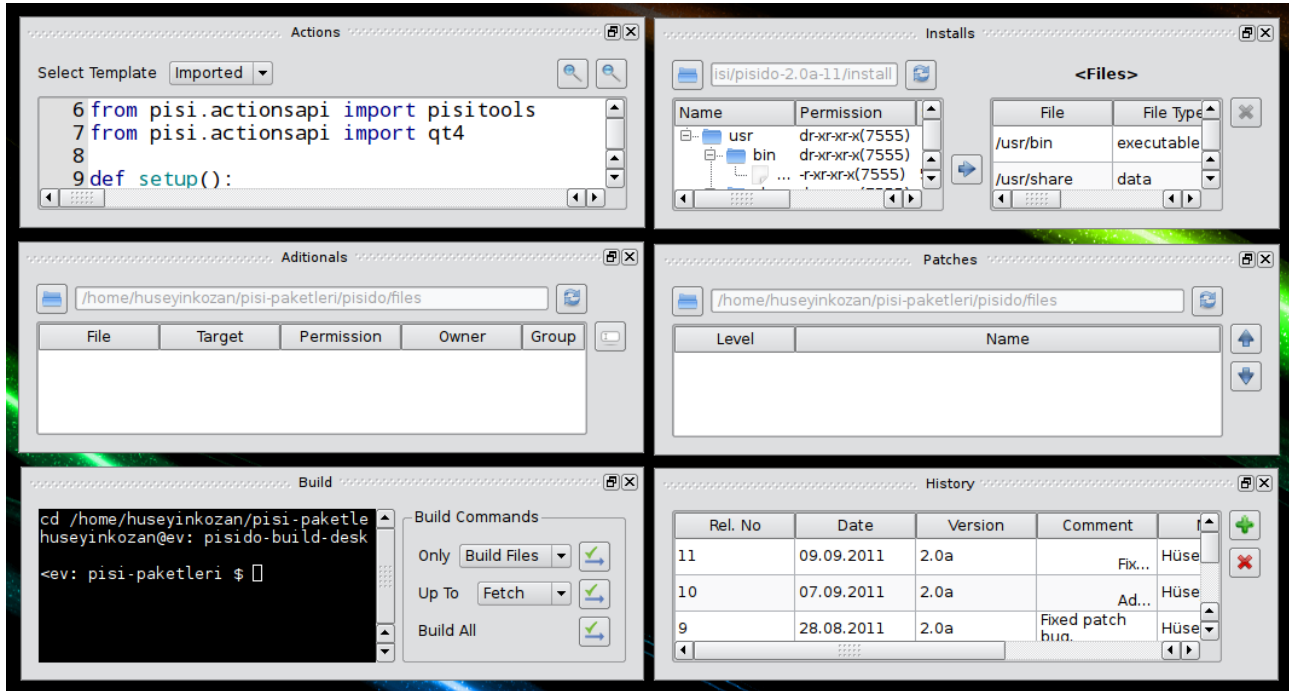 Actions
Select Template Imported
6 from pisi.actionsapi import pisitools
7 from pisi.actionsapi import qt4
8
9 def setup():
Installs
isi/pisido-2.0a-11/install
<Files>
Name Permission
usr dr-xr-xr-x(7555)
bin dr-xr-xr-x(7555)
... -r-xr-xr-x(7555)
File File Type
/usr/bin executable
/usr/share data
Aditionals
/home/huseyinkozan/pisi-paketleri/pisido/files
File Target Permission Owner Group
Patches
/home/huseyinkozan/pisi-paketleri/pisido/files
Level Name
Build
cd /home/huseyinkozan/pisi-paketle
huseyinkozan@ev: pisido-build-desk
<ev: pisi-paketleri $
Build Commands
Only Build Files
Up To Fetch
Build All
History
Rel. No Date Version Comment
11 09.09.2011 2.0a Fix... Hüse
10 07.09.2011 2.0a Ad... Hüse
9 28.08.2011 2.0a Fixed patch bug. Hüse